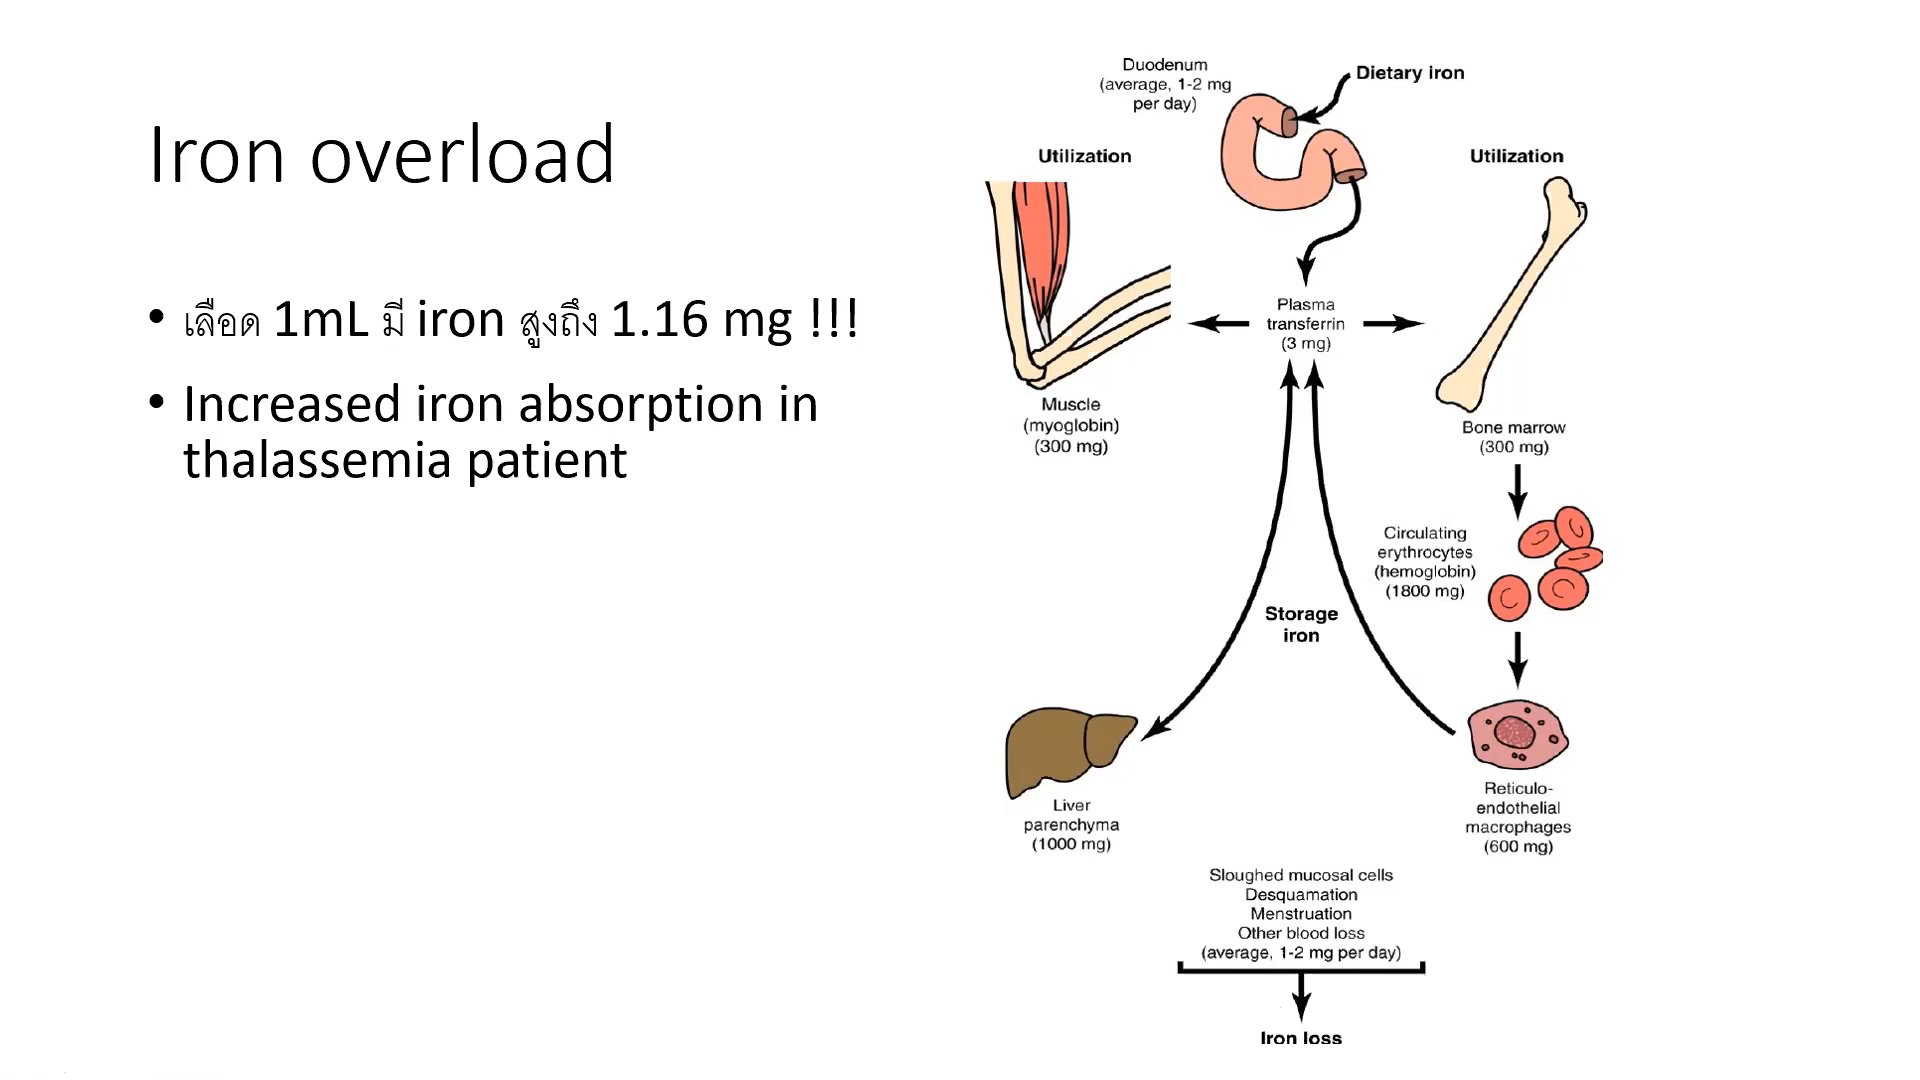 Iron overload
• เลือด 1mL มี iron สูงถึง 1.16 mg !!!
• Increased iron absorption in
thalassemia patient
Duodenum
(average, 1-2 mg
per day)
Dietary iron
Utilization
Utilization
Plasma
transferrin
(3 mg)
Muscle
(myoglobin)
(300 mg)
Bone marrow
(300 mg)
Circulating
erythrocytes
(hemoglobin)
(1800 mg)
Storage
iron
Liver
parenchyma
(1000 mg)
Reticulo-
endothelial
macrophages
(600 mg)
Sloughed mucosal cells
Desquamation
Menstruation
Other blood loss
(average, 1-2 mg per day)
Iron loss